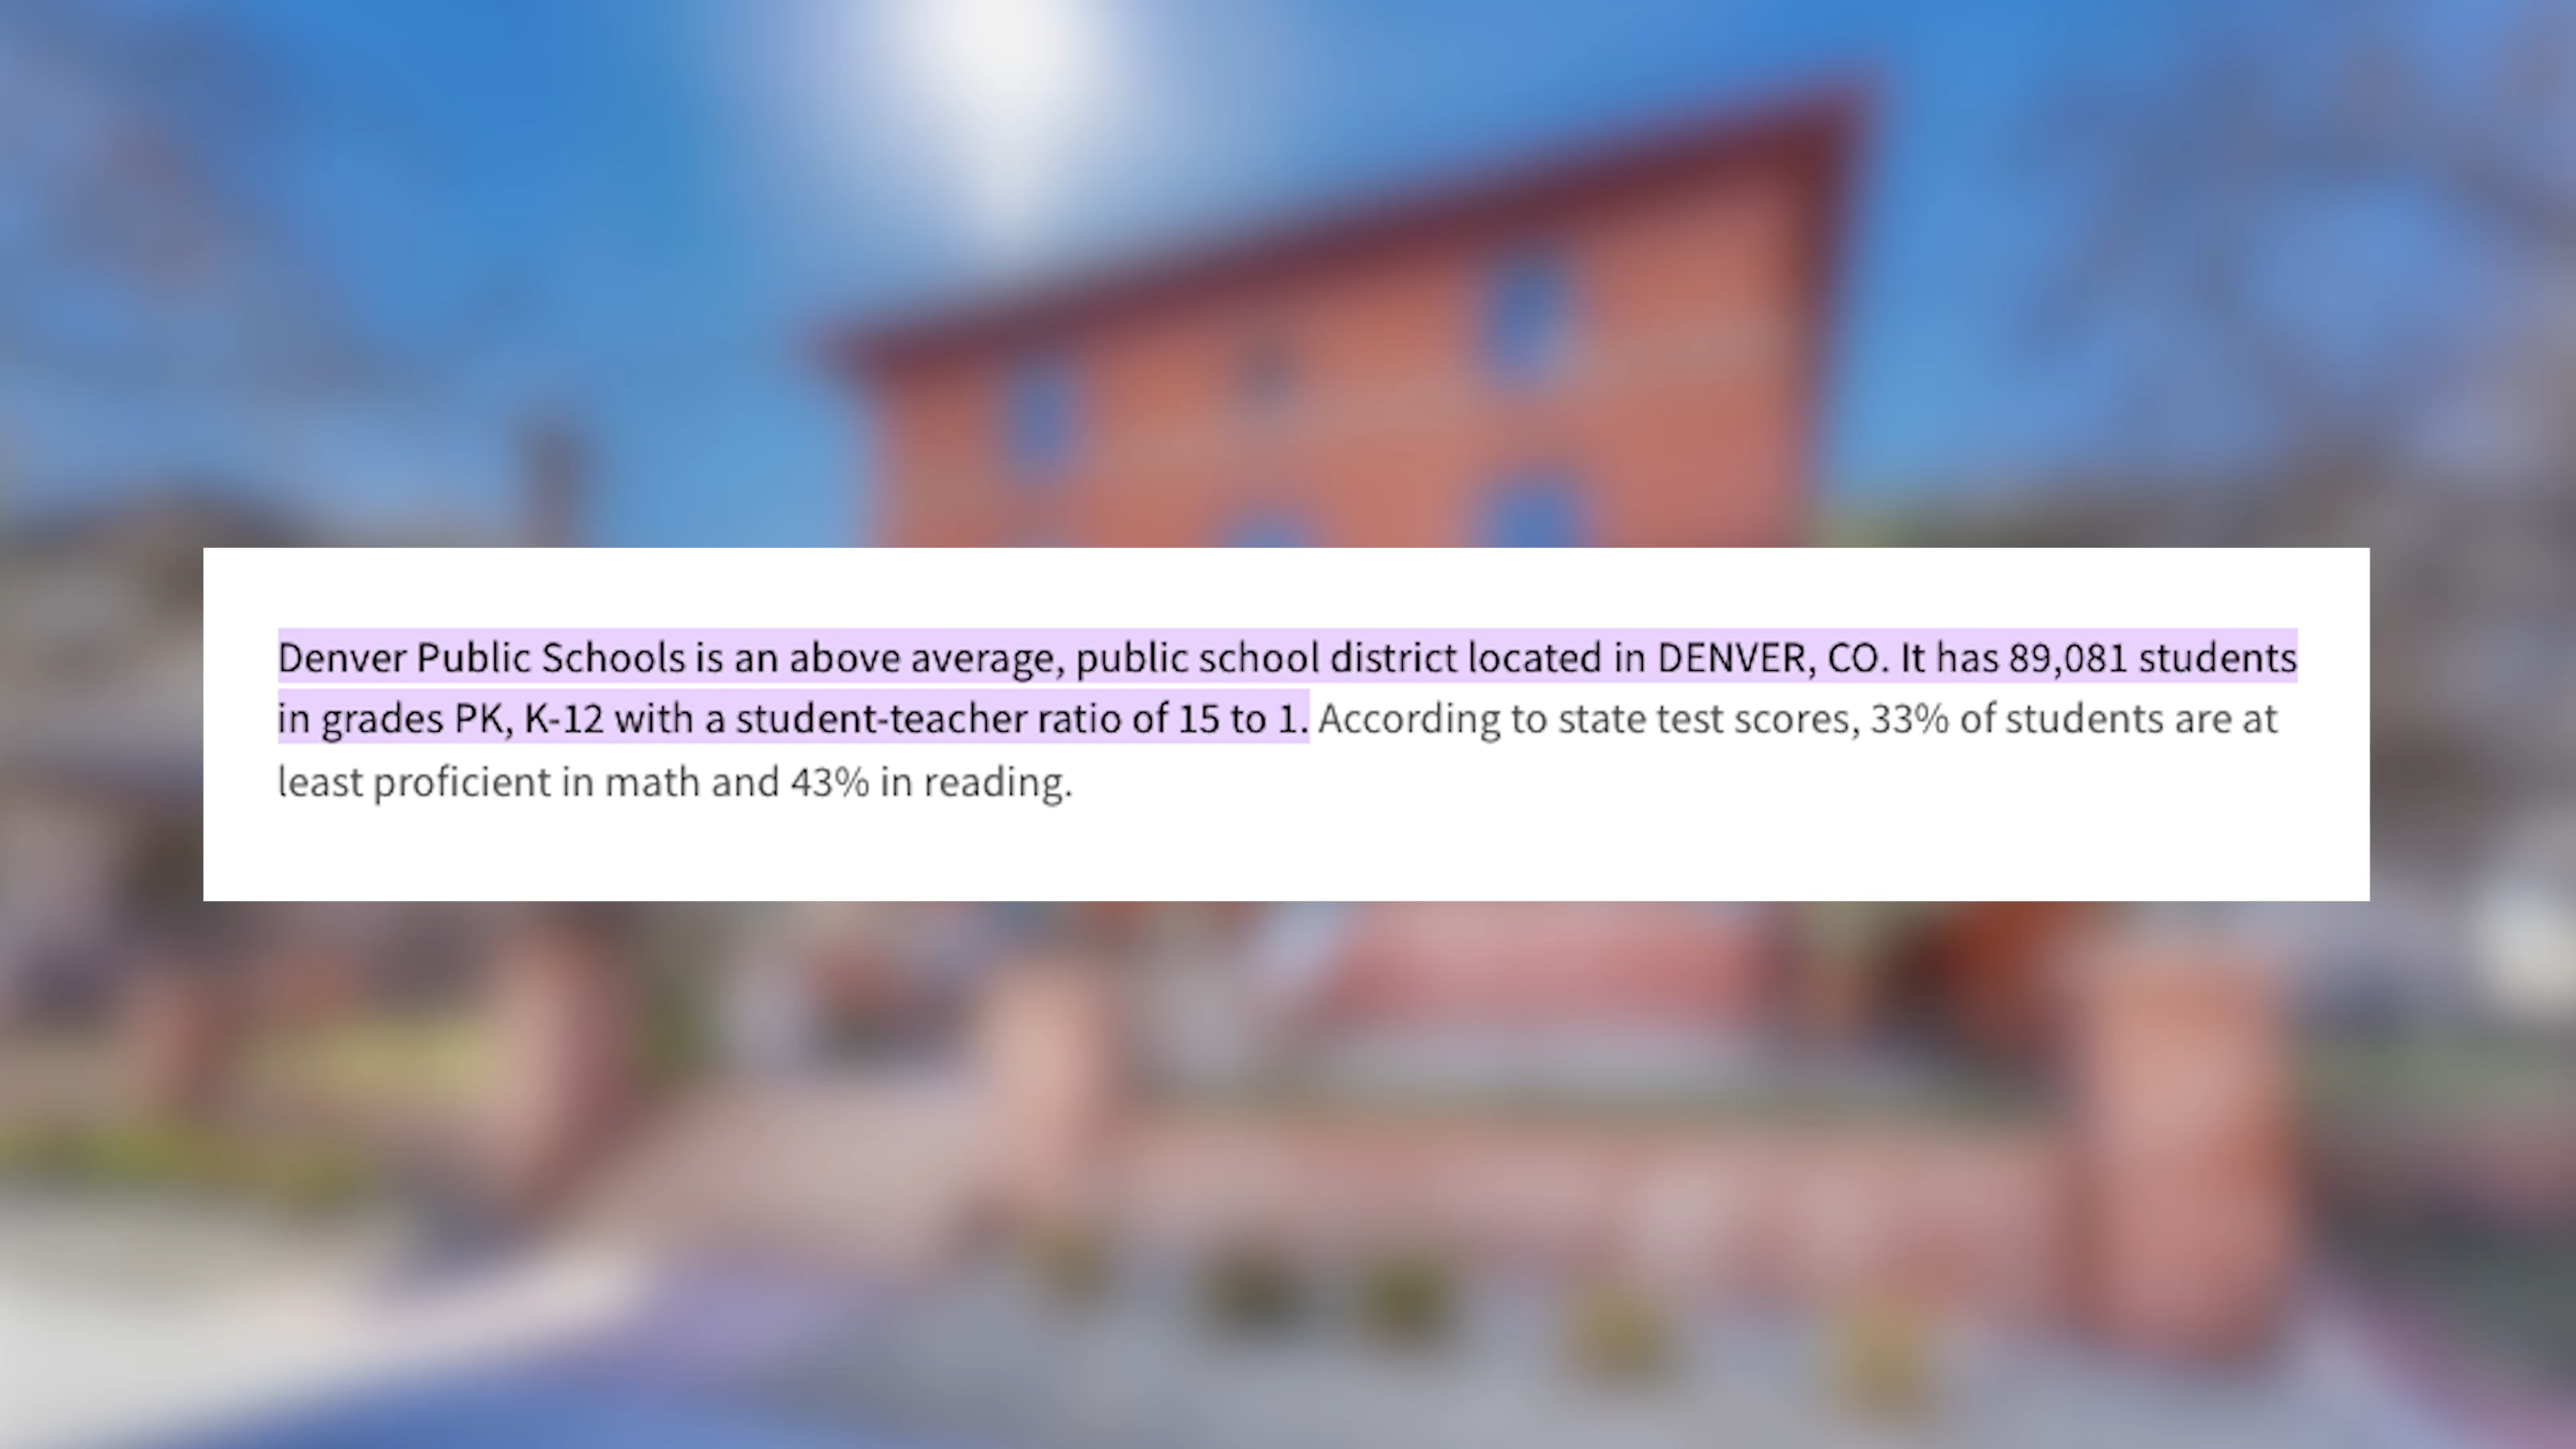 Denver Public Schools is an above average, public school district located in DENVER, CO. It has 89,081 students
in grades PK, K-12 with a student-teacher ratio of 15 to 1. According to state test scores, 33% of students are at
least proficient in math and 43% in reading.